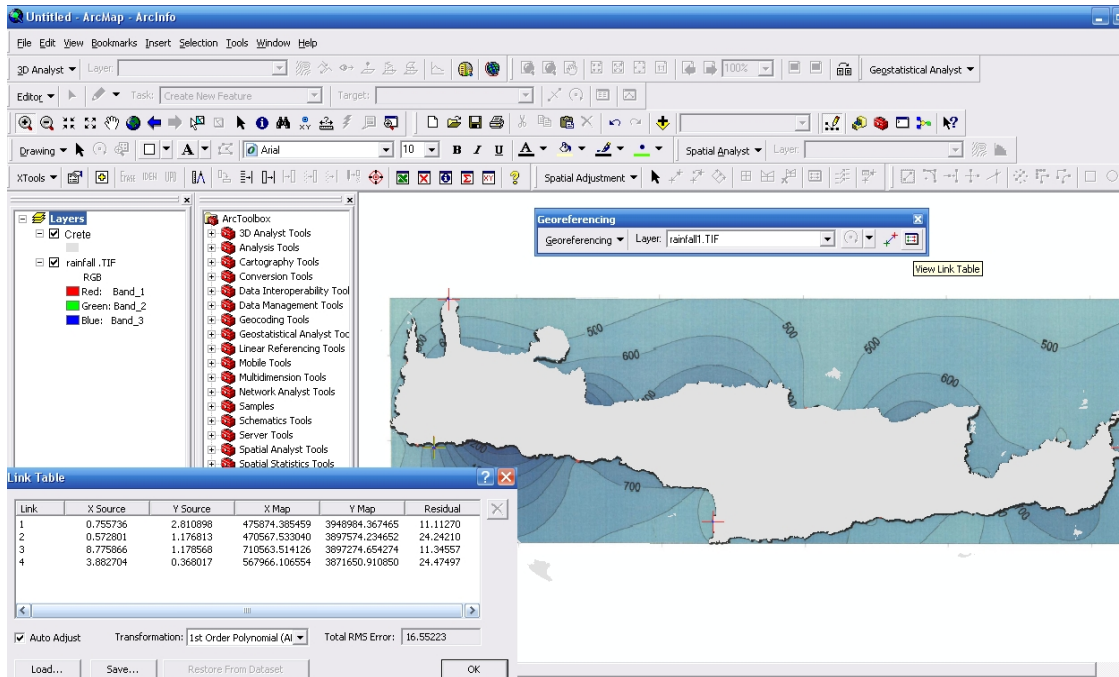 Untitled - ArcMap - ArcInfo
File Edit View Bookmarks Insert Selection Tools Window Help
3D Analyst Layer: 100% Geostatistical Analyst
Editor Task: Create New Feature Target:
Drawing A Arial 10 B I U A Spatial Analyst Layer:
XTools Spatial Adjustment
Layers
Crete
rainfall .TIF
RGB
Red: Band_1
Green: Band_2
Blue: Band_3
ArcToolbox
3D Analyst Tools
Analysis Tools
Cartography Tools
Conversion Tools
Data Interoperability Tool
Data Management Tools
Geocoding Tools
Geostatistical Analyst Toc
Linear Referencing Tools
Mobile Tools
Multidimension Tools
Network Analyst Tools
Samples
Schematics Tools
Server Tools
Spatial Analyst Tools
Spatial Statistics Tools
Georeferencing
Georeferencing Layer: rainfall1.TIF
View Link Table
500
500
500
500
600
600
700
Link Table
Link X Source Y Source X Map Y Map Residual
1 0.755736 2.810898 475874.385459 3948984.367465 11.11270
2 0.572801 1.176813 470567.533040 3897574.234652 24.24210
3 8.775866 1.178568 710563.514126 3897274.654274 11.34557
4 3.882704 0.368017 567966.106554 3871650.910850 24.47497
Auto Adjust Transformation: 1st Order Polynomial (Af Total RMS Error: 16.55223
Load... Save... Restore From Dataset OK